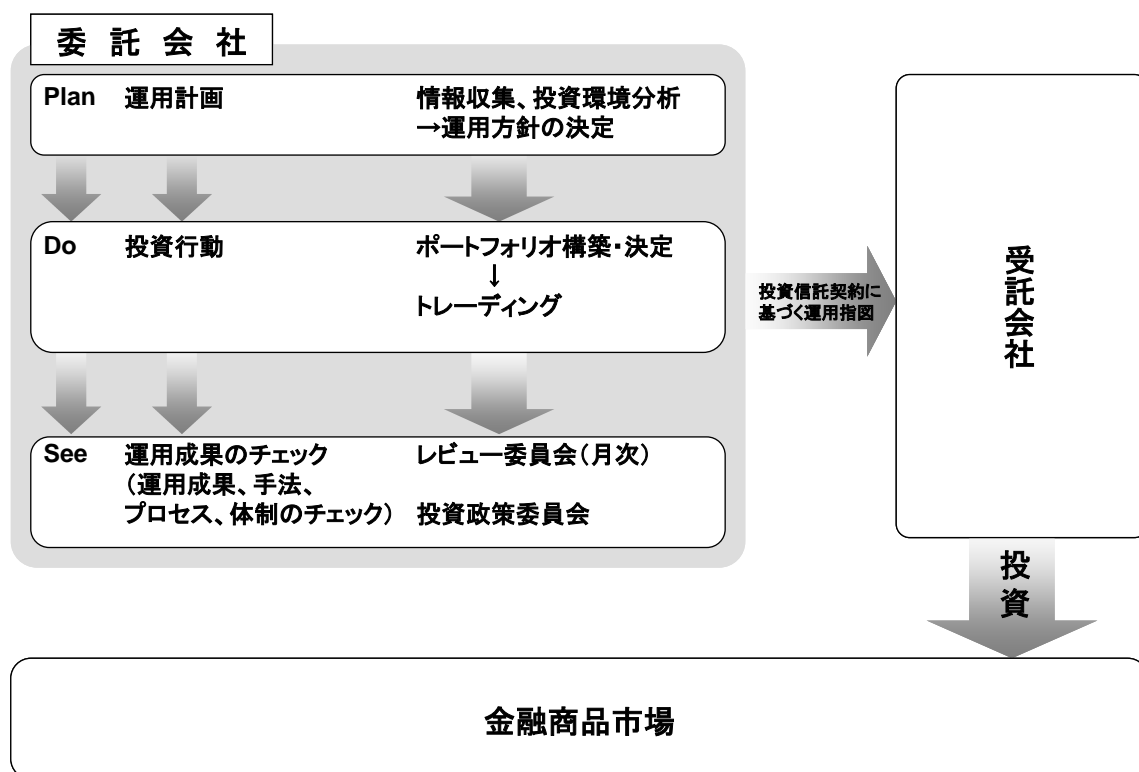 委託会社
Plan 運用計画 情報収集、投資環境分析
→運用方針の決定
Do 投資行動 ポートフォリオ構築・決定
↓
トレーディング
See 運用成果のチェック レビュー委員会(月次)
(運用成果、手法、
プロセス、体制のチェック) 投資政策委員会
投資信託契約に
基づく運用指図
受託会社
投資
金融商品市場